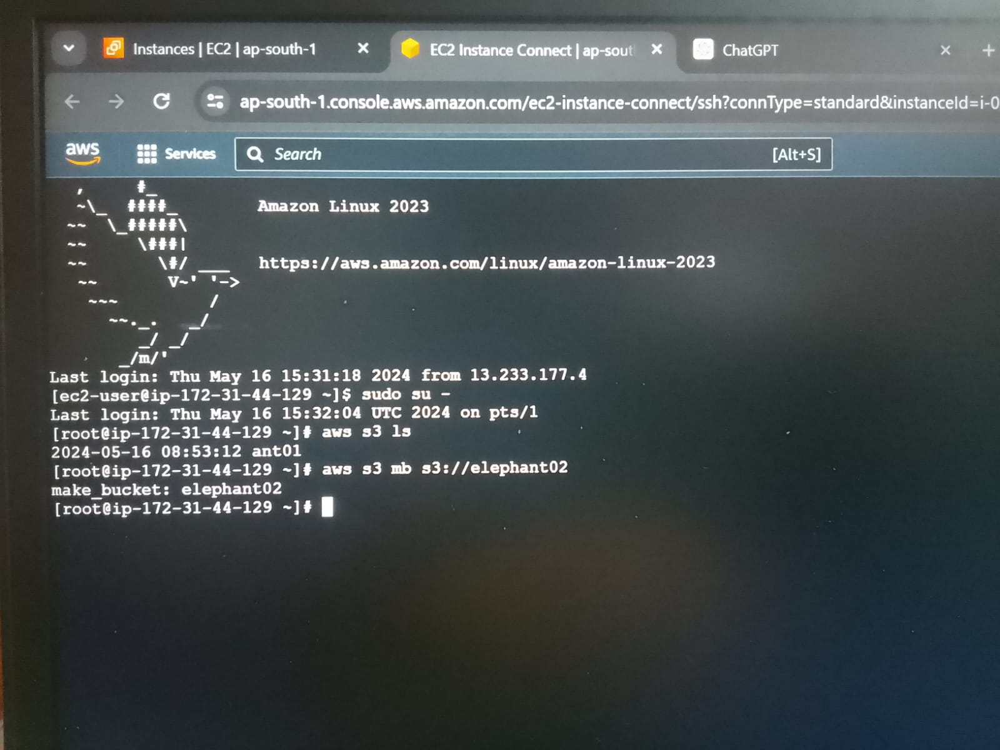 Instances | EC2 | ap-south-1
EC2 Instance Connect | ap-sout
ChatGPT
ap-south-1.console.aws.amazon.com/ec2-instance-connect/ssh?connType=standard&instanceId=i-0
aws
Services
Search
[Alt+S]
   ,     #_
   ~\_  ####_        Amazon Linux 2023
  ~~  \_#####\
  ~~     \###|
  ~~       \#/ ___   https://aws.amazon.com/linux/amazon-linux-2023
   ~~       V~' '->
    ~~~         /
      ~~._.   _/
         _/ _/
       _/m/'
Last login: Thu May 16 15:31:18 2024 from 13.233.177.4
[ec2-user@ip-172-31-44-129 ~]$ sudo su -
Last login: Thu May 16 15:32:04 UTC 2024 on pts/1
[root@ip-172-31-44-129 ~]# aws s3 ls
2024-05-16 08:53:12 ant01
[root@ip-172-31-44-129 ~]# aws s3 mb s3://elephant02
make_bucket: elephant02
[root@ip-172-31-44-129 ~]#